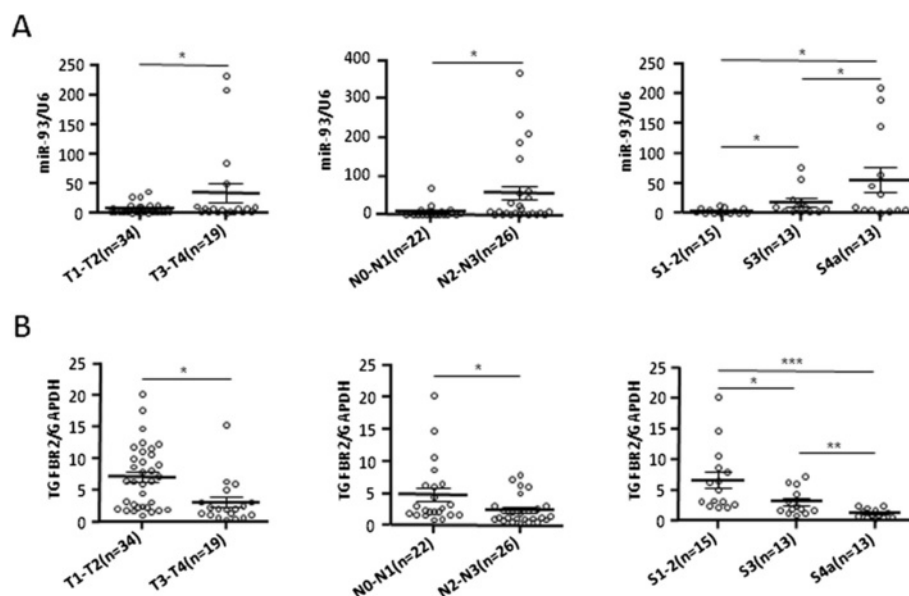 A
miR-93/U6
250
200
150
100
50
0
*
T1-T2(n=34)
T3-T4(n=19)
400
300
200
100
0
*
N0-N1(n=22)
N2-N3(n=26)
miR-93/U6
250
200
150
100
50
0
*
*
*
S1-2(n=15)
S3(n=13)
S4a(n=13)
B
TGFBR2/GAPDH
25
20
15
10
5
0
*
T1-T2(n=34)
T3-T4(n=19)
TGFBR2/GAPDH
25
20
15
10
5
0
*
N0-N1(n=22)
N2-N3(n=26)
TGFBR2/GAPDH
25
20
15
10
5
0
***
*
**
S1-2(n=15)
S3(n=13)
S4a(n=13)